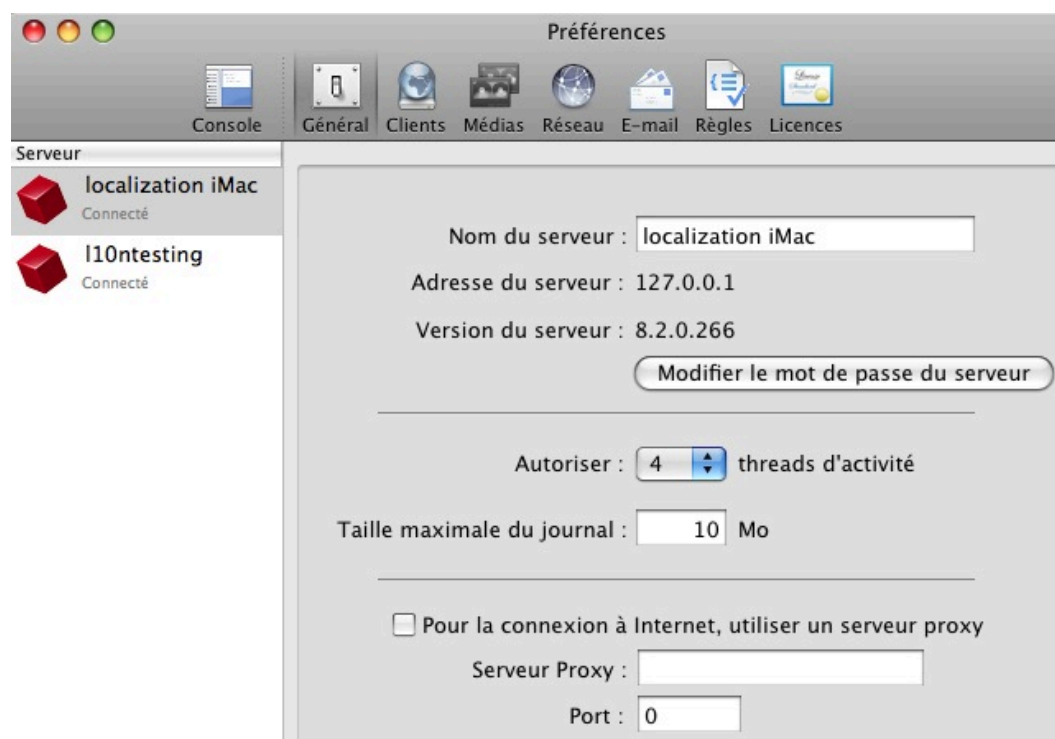 Préférences
Console
Général
Clients
Médias
Réseau
E-mail
Règles
Licences
Serveur
localization iMac
Connecté
l10ntesting
Connecté
Nom du serveur : localization iMac
Adresse du serveur : 127.0.0.1
Version du serveur : 8.2.0.266
Modifier le mot de passe du serveur
Autoriser : 4 threads d'activité
Taille maximale du journal : 10 Mo
Pour la connexion à Internet, utiliser un serveur proxy
Serveur Proxy :
Port : 0